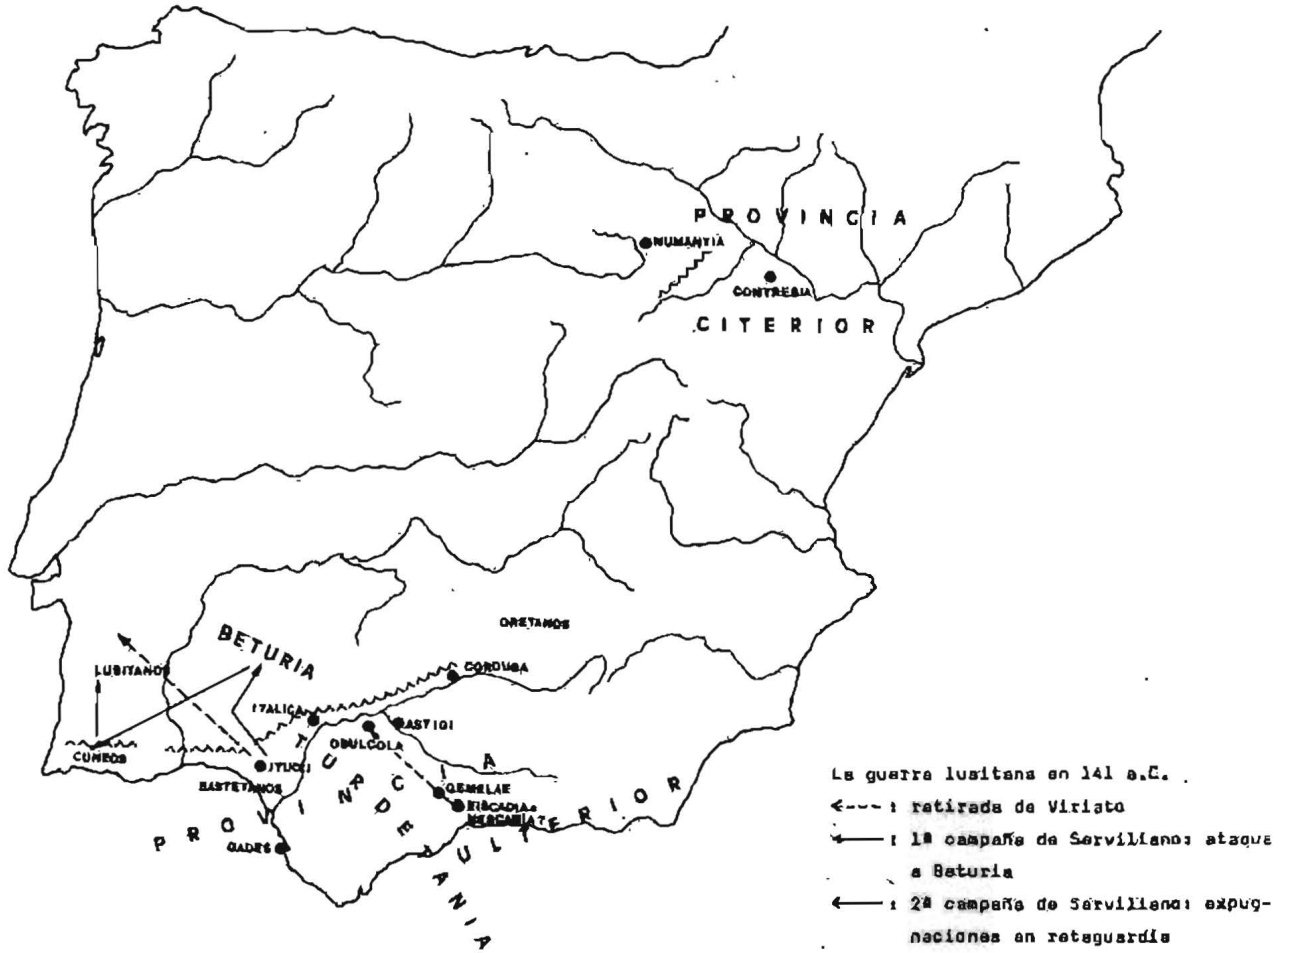 PROVINCIA
NUMANTIA
CONTREBIA
CITERIOR
ORETANOS
BETURIA
LUSITANOS
CORDUBA
ITALICA
ASTIGI
OBULCOLA
CUNEOS
ITUCCI
BASTETANOS
GEMELAE
EISCADIA=
MERCABIA?
GADES
PROVINCIA
ULTERIOR
TURDETANIA
La guerra lusitana en 141 a.C.
: retirada de Viriato
: 1ª campaña de Serviliano: ataque
a Beturia
: 2ª campaña de Serviliano: expug-
naciones en retaguardia